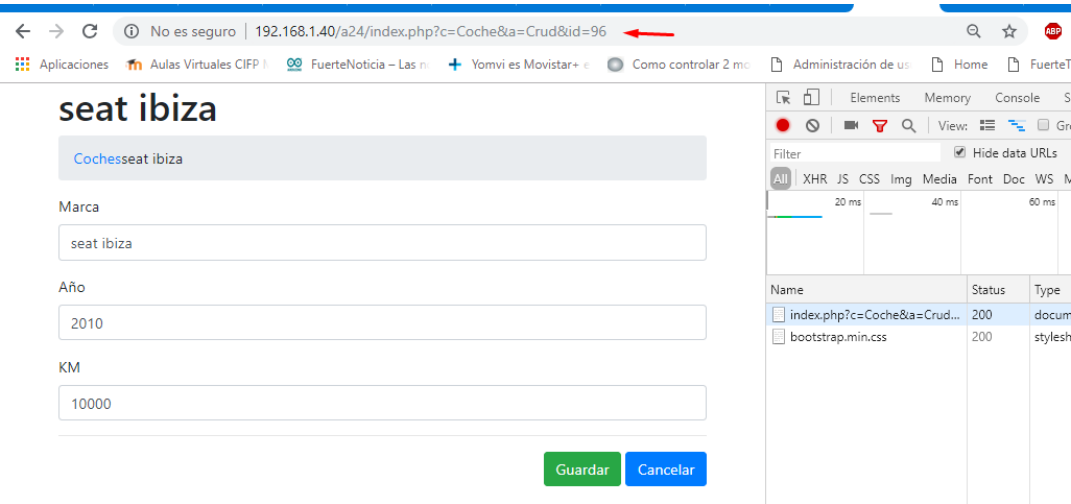 No es seguro | 192.168.1.40/a24/index.php?c=Coche&a=Crud&id=96
ABP
Aplicaciones Aulas Virtuales CIFP FuerteNoticia – Las n Yomvi es Movistar+ e Como controlar 2 mo Administración de us Home FuerteT
seat ibiza
Cochesseat ibiza
Marca
seat ibiza
Año
2010
KM
10000
Guardar Cancelar
Elements Memory Console S
View: Gr
Filter Hide data URLs
All XHR JS CSS Img Media Font Doc WS M
20 ms 40 ms 60 ms
Name Status Type
index.php?c=Coche&a=Crud... 200 docum
bootstrap.min.css 200 stylesh